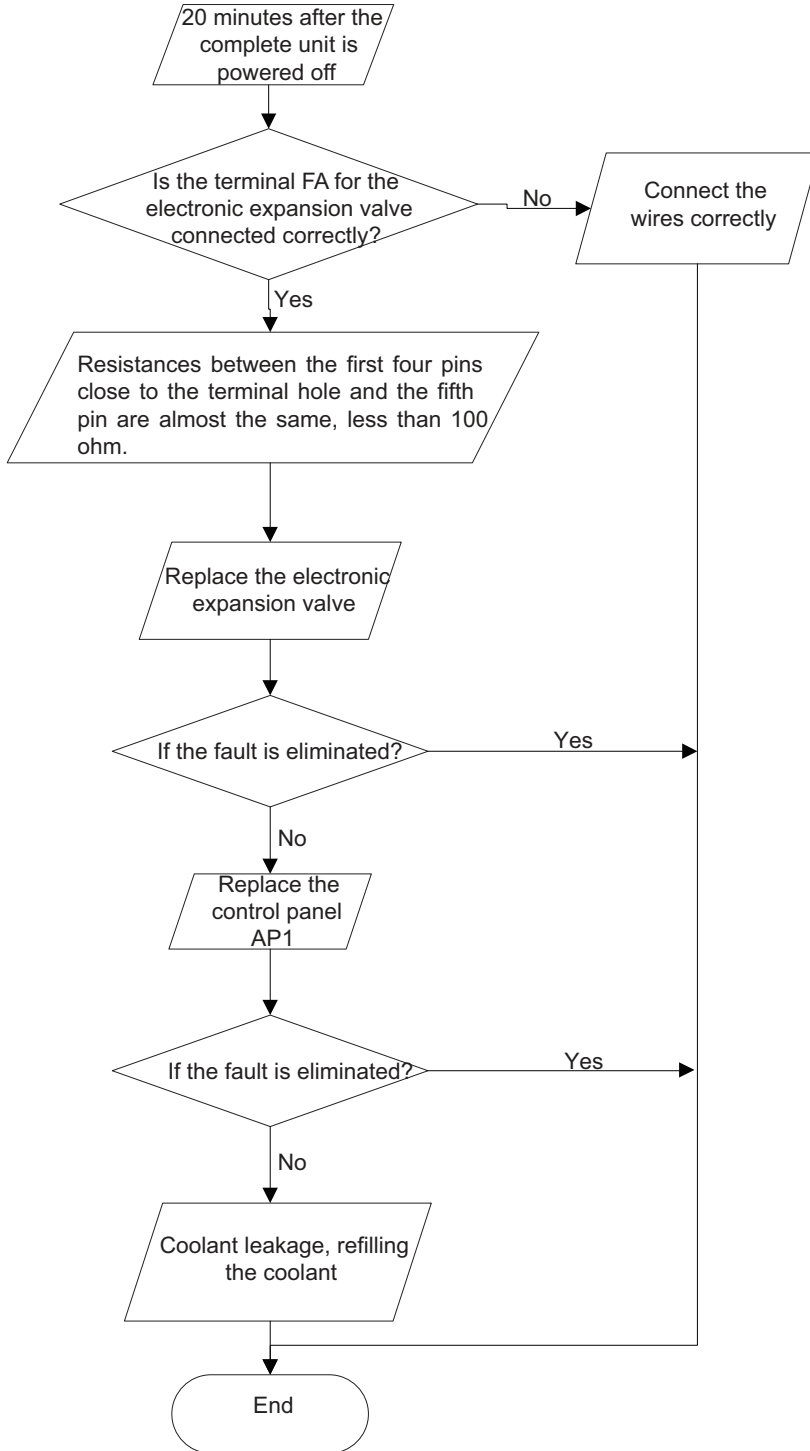 20 minutes after the
complete unit is
powered off
Is the terminal FA for the
electronic expansion valve
connected correctly?
No
Connect the
wires correctly
Yes
Resistances between the first four pins
close to the terminal hole and the fifth
pin are almost the same, less than 100
ohm.
Replace the electronic
expansion valve
If the fault is eliminated?
Yes
No
Replace the
control panel
AP1
If the fault is eliminated?
Yes
No
Coolant leakage, refilling
the coolant
End